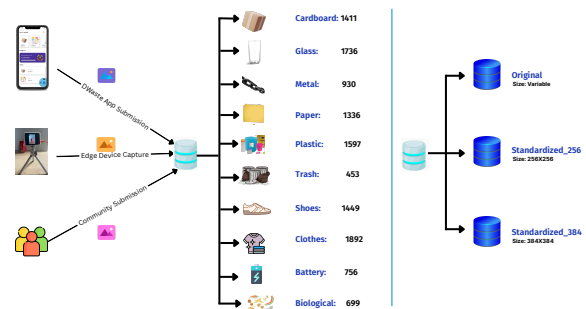 DWaste App Submission
Edge Device Capture
Community Submission
Cardboard: 1411
Glass: 1736
Metal: 930
Paper: 1336
Plastic: 1597
Trash: 453
Shoes: 1449
Clothes: 1892
Battery: 756
Biological: 699
Original
Size: Variable
Standardized_256
Size: 256X256
Standardized_384
Size: 384X384